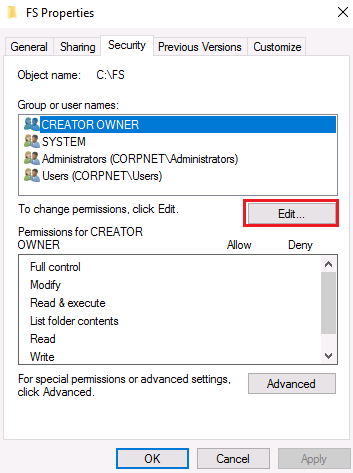 FS Properties
General Sharing Security Previous Versions Customize
Object name: C:\FS
Group or user names:
CREATOR OWNER
SYSTEM
Administrators (CORPNET\Administrators)
Users (CORPNET\Users)
To change permissions, click Edit.
Edit...
Permissions for CREATOR
OWNER Allow Deny
Full control
Modify
Read & execute
List folder contents
Read
Write
For special permissions or advanced settings,
click Advanced.
Advanced
OK Cancel Apply